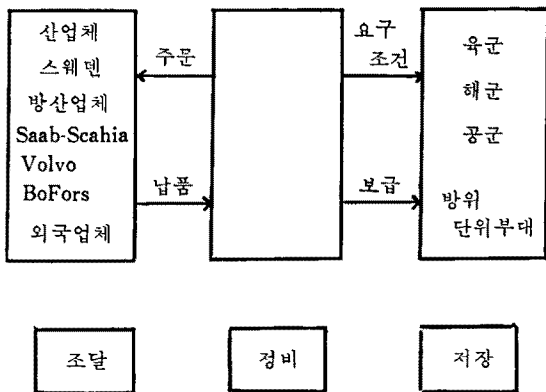 산업체
스웨덴
방산업체
Saab-Scahia
Volvo
BoFors
외국업체
주문
납품
요구
조건
보급
육군
해군
공군
방위
단위부대
조달
정비
저장